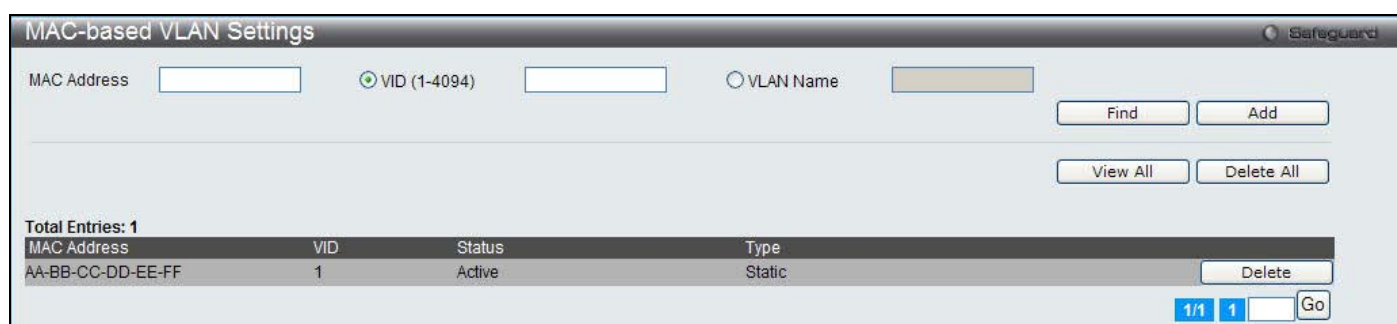 MAC-based VLAN Settings
Safeguard
MAC Address VID (1-4094) VLAN Name
Find Add
View All Delete All
Total Entries: 1
MAC Address VID Status Type
AA-BB-CC-DD-EE-FF 1 Active Static Delete
1/1 1 Go